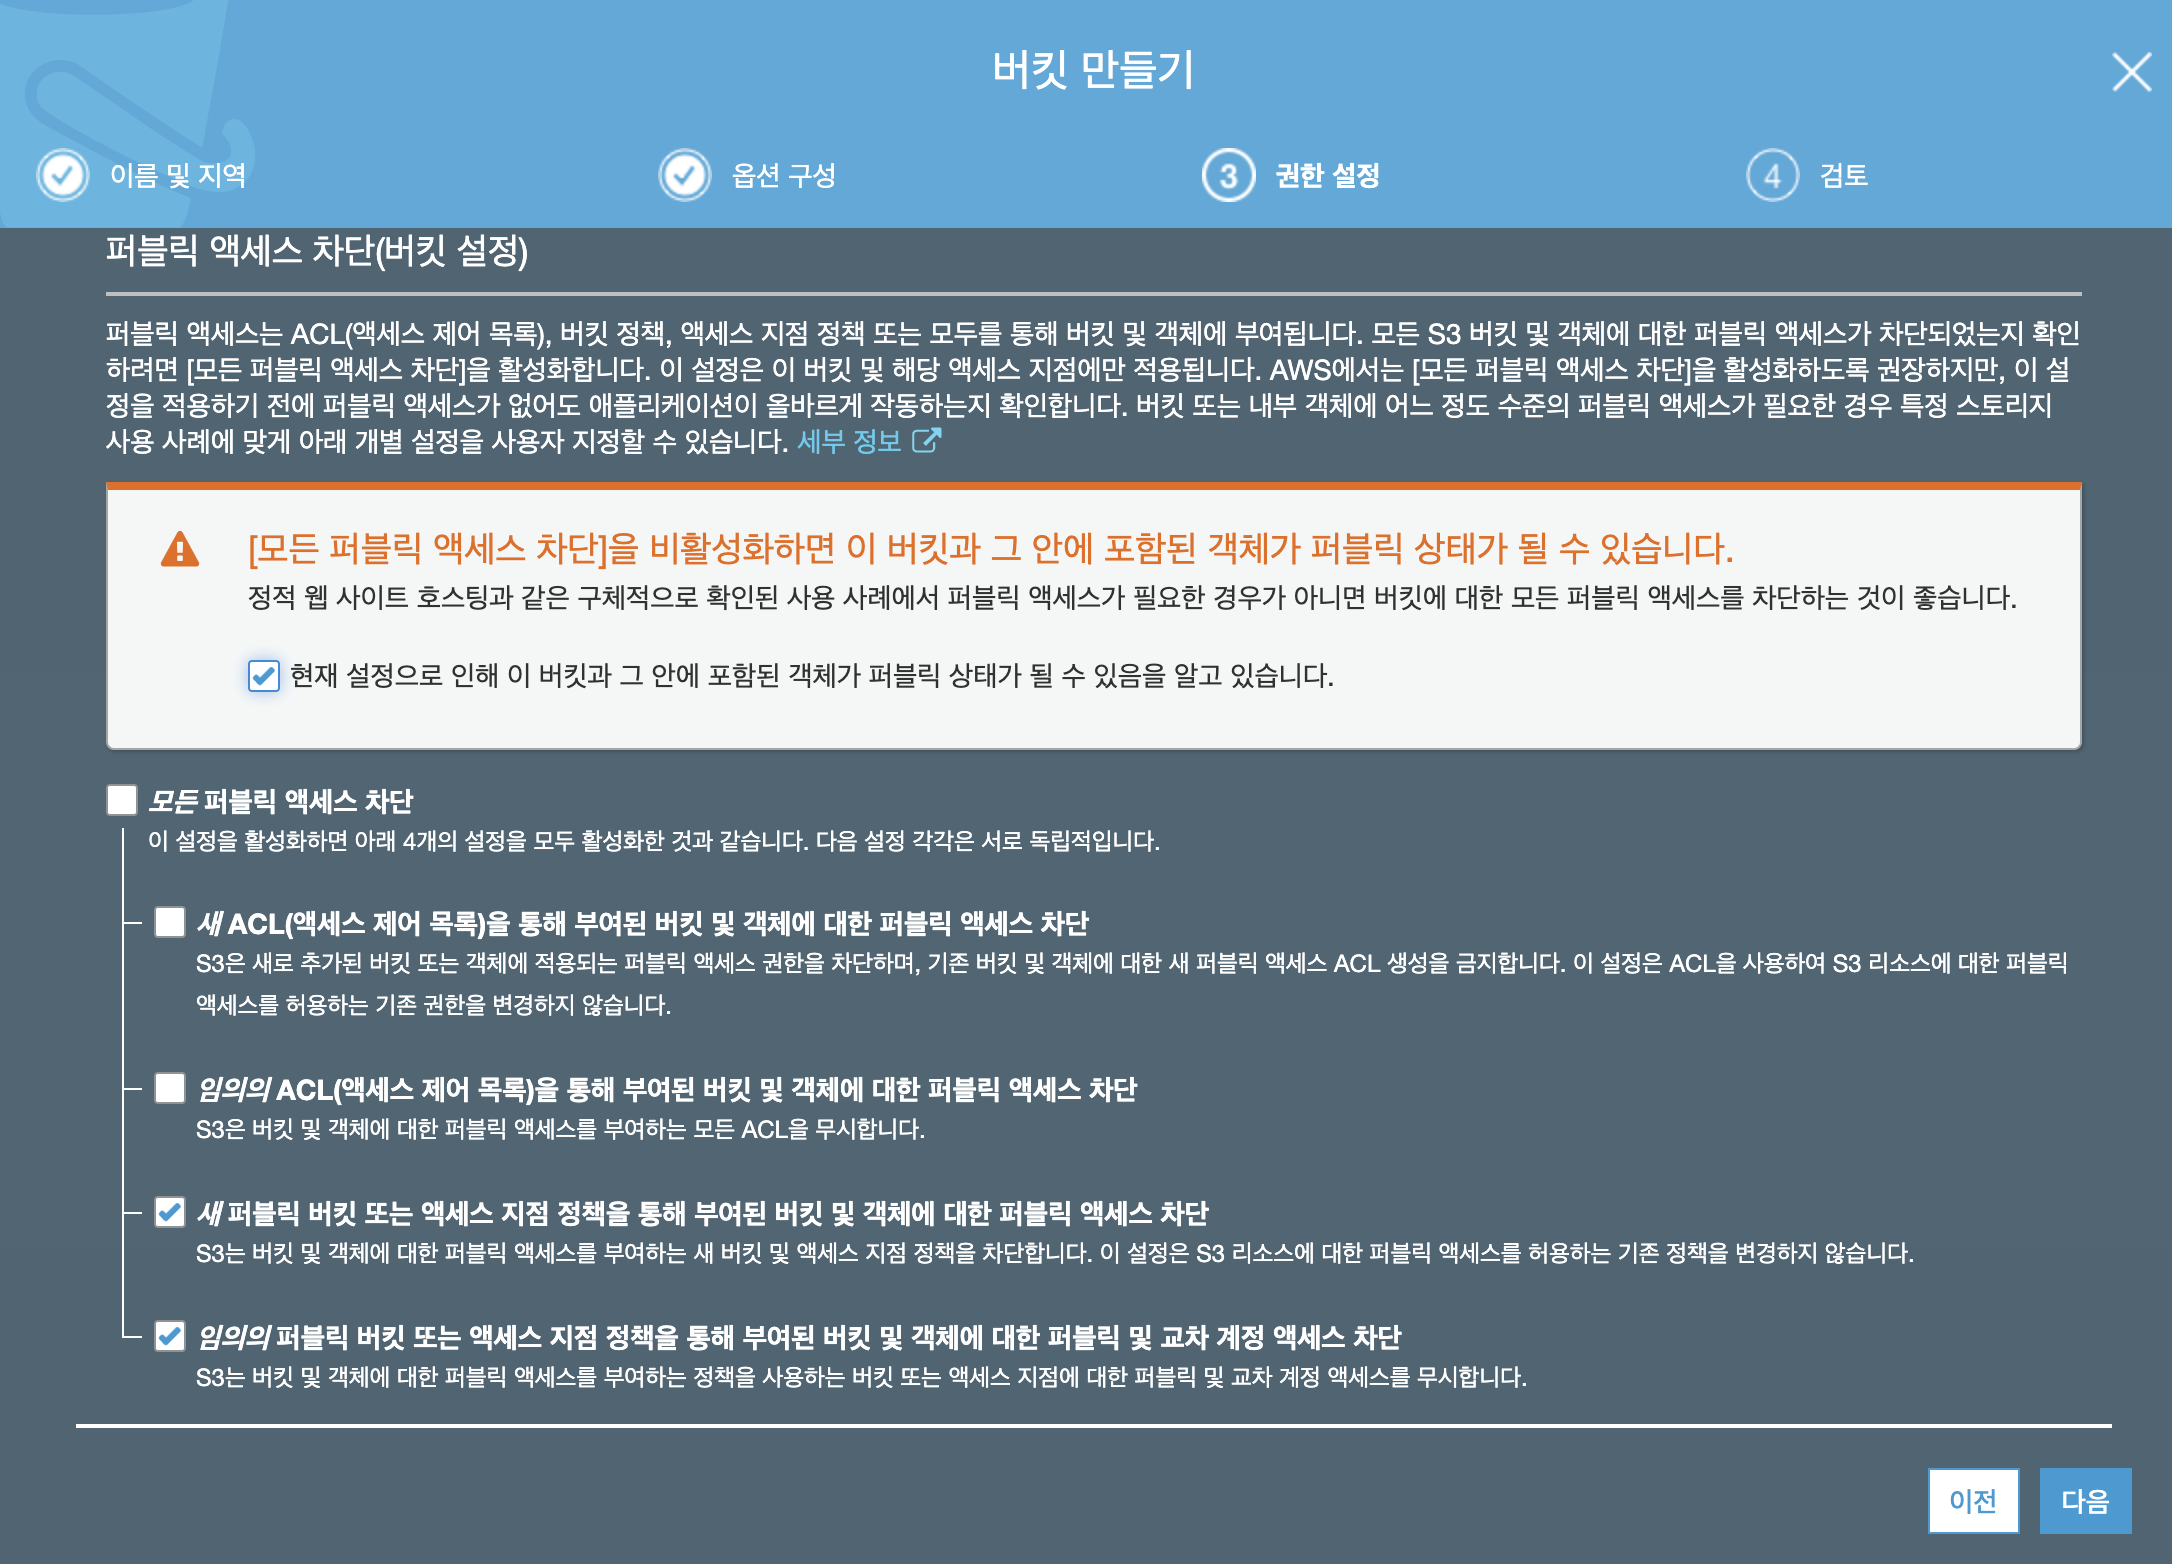 버킷 만들기
이름 및 지역
옵션 구성
3 권한 설정
4 검토
퍼블릭 액세스 차단(버킷 설정)
퍼블릭 액세스는 ACL(액세스 제어 목록), 버킷 정책, 액세스 지점 정책 또는 모두를 통해 버킷 및 객체에 부여됩니다. 모든 S3 버킷 및 객체에 대한 퍼블릭 액세스가 차단되었는지 확인
하려면 [모든 퍼블릭 액세스 차단]을 활성화합니다. 이 설정은 이 버킷 및 해당 액세스 지점에만 적용됩니다. AWS에서는 [모든 퍼블릭 액세스 차단]을 활성화하도록 권장하지만, 이 설
정을 적용하기 전에 퍼블릭 액세스가 없어도 애플리케이션이 올바르게 작동하는지 확인합니다. 버킷 또는 내부 객체에 어느 정도 수준의 퍼블릭 액세스가 필요한 경우 특정 스토리지
사용 사례에 맞게 아래 개별 설정을 사용자 지정할 수 있습니다. 세부 정보
[모든 퍼블릭 액세스 차단]을 비활성화하면 이 버킷과 그 안에 포함된 객체가 퍼블릭 상태가 될 수 있습니다.
정적 웹 사이트 호스팅과 같은 구체적으로 확인된 사용 사례에서 퍼블릭 액세스가 필요한 경우가 아니면 버킷에 대한 모든 퍼블릭 액세스를 차단하는 것이 좋습니다.
현재 설정으로 인해 이 버킷과 그 안에 포함된 객체가 퍼블릭 상태가 될 수 있음을 알고 있습니다.
모든 퍼블릭 액세스 차단
이 설정을 활성화하면 아래 4개의 설정을 모두 활성화한 것과 같습니다. 다음 설정 각각은 서로 독립적입니다.
새 ACL(액세스 제어 목록)을 통해 부여된 버킷 및 객체에 대한 퍼블릭 액세스 차단
S3은 새로 추가된 버킷 또는 객체에 적용되는 퍼블릭 액세스 권한을 차단하며, 기존 버킷 및 객체에 대한 새 퍼블릭 액세스 ACL 생성을 금지합니다. 이 설정은 ACL을 사용하여 S3 리소스에 대한 퍼블릭
액세스를 허용하는 기존 권한을 변경하지 않습니다.
임의의 ACL(액세스 제어 목록)을 통해 부여된 버킷 및 객체에 대한 퍼블릭 액세스 차단
S3은 버킷 및 객체에 대한 퍼블릭 액세스를 부여하는 모든 ACL을 무시합니다.
새 퍼블릭 버킷 또는 액세스 지점 정책을 통해 부여된 버킷 및 객체에 대한 퍼블릭 액세스 차단
S3는 버킷 및 객체에 대한 퍼블릭 액세스를 부여하는 새 버킷 및 액세스 지점 정책을 차단합니다. 이 설정은 S3 리소스에 대한 퍼블릭 액세스를 허용하는 기존 정책을 변경하지 않습니다.
임의의 퍼블릭 버킷 또는 액세스 지점 정책을 통해 부여된 버킷 및 객체에 대한 퍼블릭 및 교차 계정 액세스 차단
S3는 버킷 및 객체에 대한 퍼블릭 액세스를 부여하는 정책을 사용하는 버킷 또는 액세스 지점에 대한 퍼블릭 및 교차 계정 액세스를 무시합니다.
이전
다음